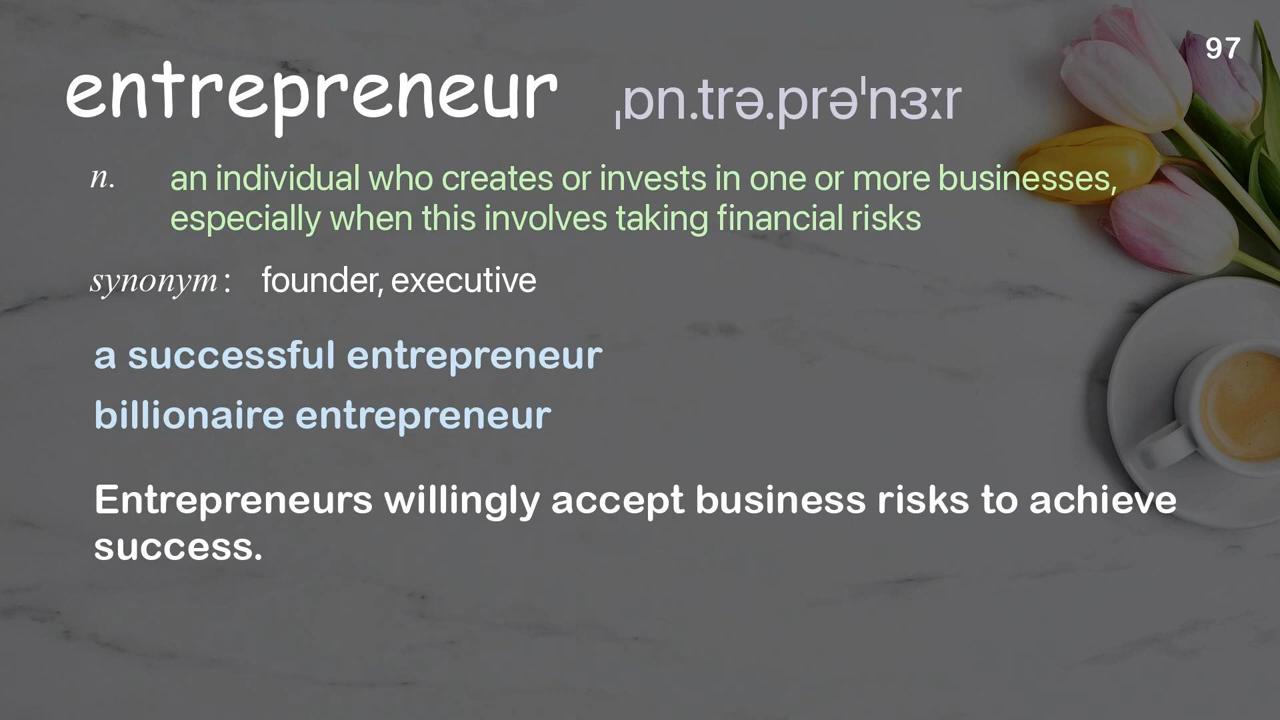 97
entrepreneur ˌɒn.trə.prəˈnɜːr
n. an individual who creates or invests in one or more businesses,
especially when this involves taking financial risks
synonym: founder, executive
a successful entrepreneur
billionaire entrepreneur
Entrepreneurs willingly accept business risks to achieve
success.